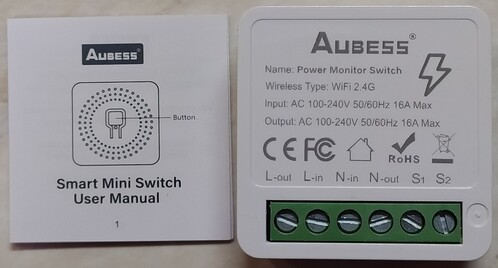 AUBESS®
Button
Smart Mini Switch
User Manual
1
AUBESS®
Name: Power Monitor Switch
Wireless Type: WiFi 2.4G
Input: AC 100-240V 50/60Hz 16A Max
Output: AC 100-240V 50/60Hz 16A Max
CE FC RoHS
L-out L-in N-in N-out S1 S2